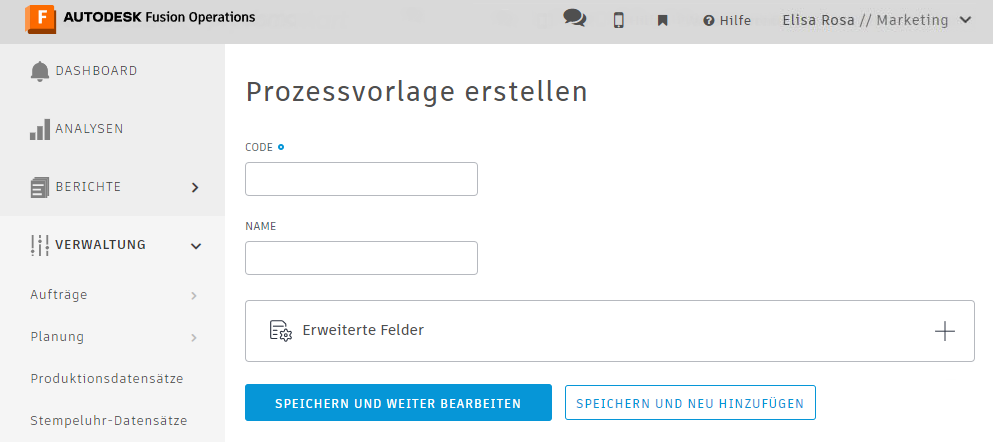 AUTODESK Fusion Operations
Hilfe
Elisa Rosa // Marketing
DASHBOARD
ANALYSEN
BERICHTE
VERWALTUNG
Aufträge
Planung
Produktionsdatensätze
Stempeluhr-Datensätze
Prozessvorlage erstellen
CODE
NAME
Erweiterte Felder
SPEICHERN UND WEITER BEARBEITEN
SPEICHERN UND NEU HINZUFÜGEN